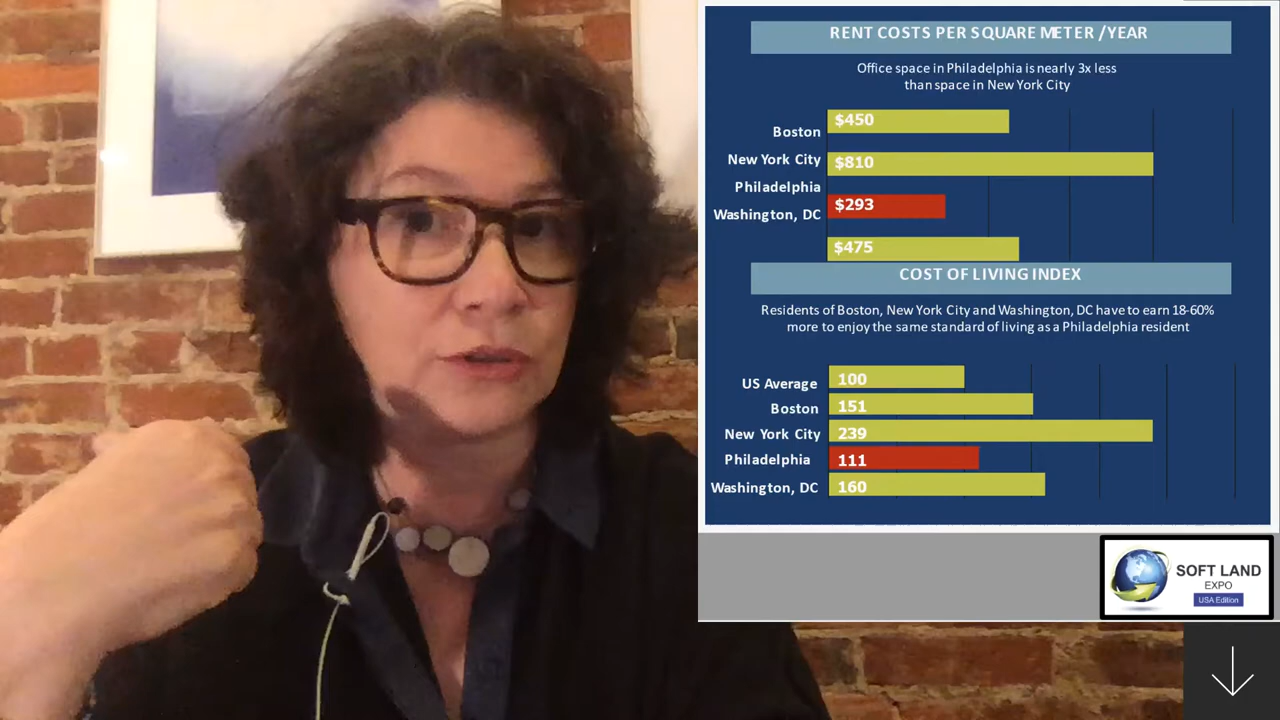 RENT COSTS PER SQUARE METER /YEAR
Office space in Philadelphia is nearly 3x less
than space in New York City
Boston
$450
New York City
$810
Philadelphia
$293
Washington, DC
$475
COST OF LIVING INDEX
Residents of Boston, New York City and Washington, DC have to earn 18-60%
more to enjoy the same standard of living as a Philadelphia resident
US Average 100
Boston 151
New York City 239
Philadelphia 111
Washington, DC 160
SOFT LAND
EXPO
USA Edition